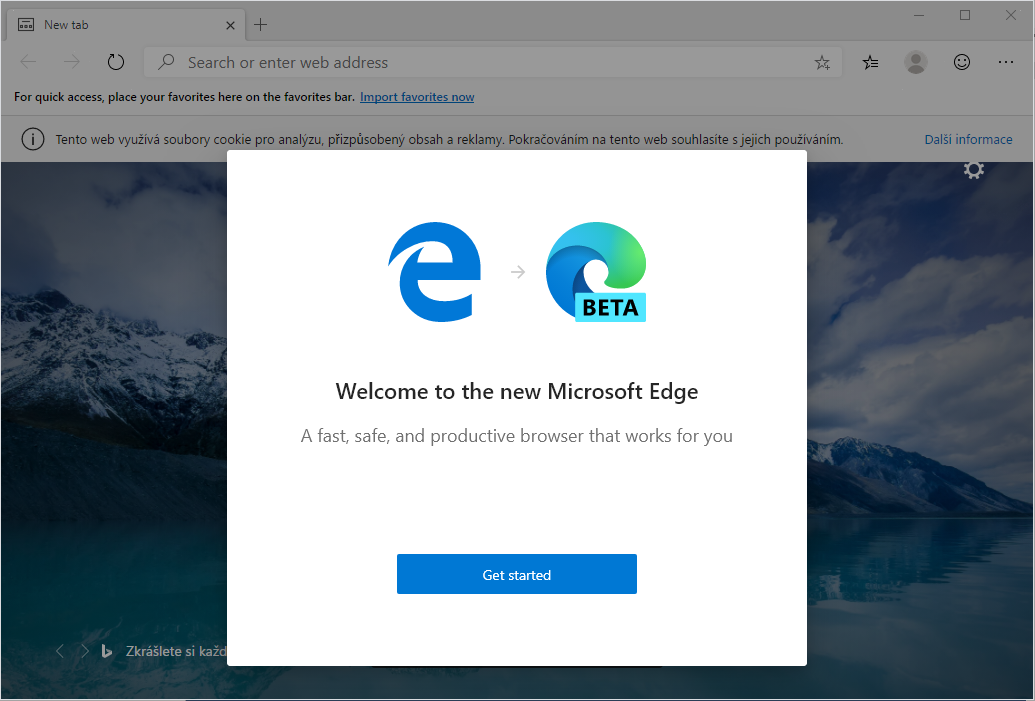 New tab
Search or enter web address
For quick access, place your favorites here on the favorites bar. Import favorites now
Tento web využívá soubory cookie pro analýzu, přizpůsobený obsah a reklamy. Pokračováním na tento web souhlasíte s jejich používáním. Další informace
BETA
Welcome to the new Microsoft Edge
A fast, safe, and productive browser that works for you
Get started
Zkrášlete si každ